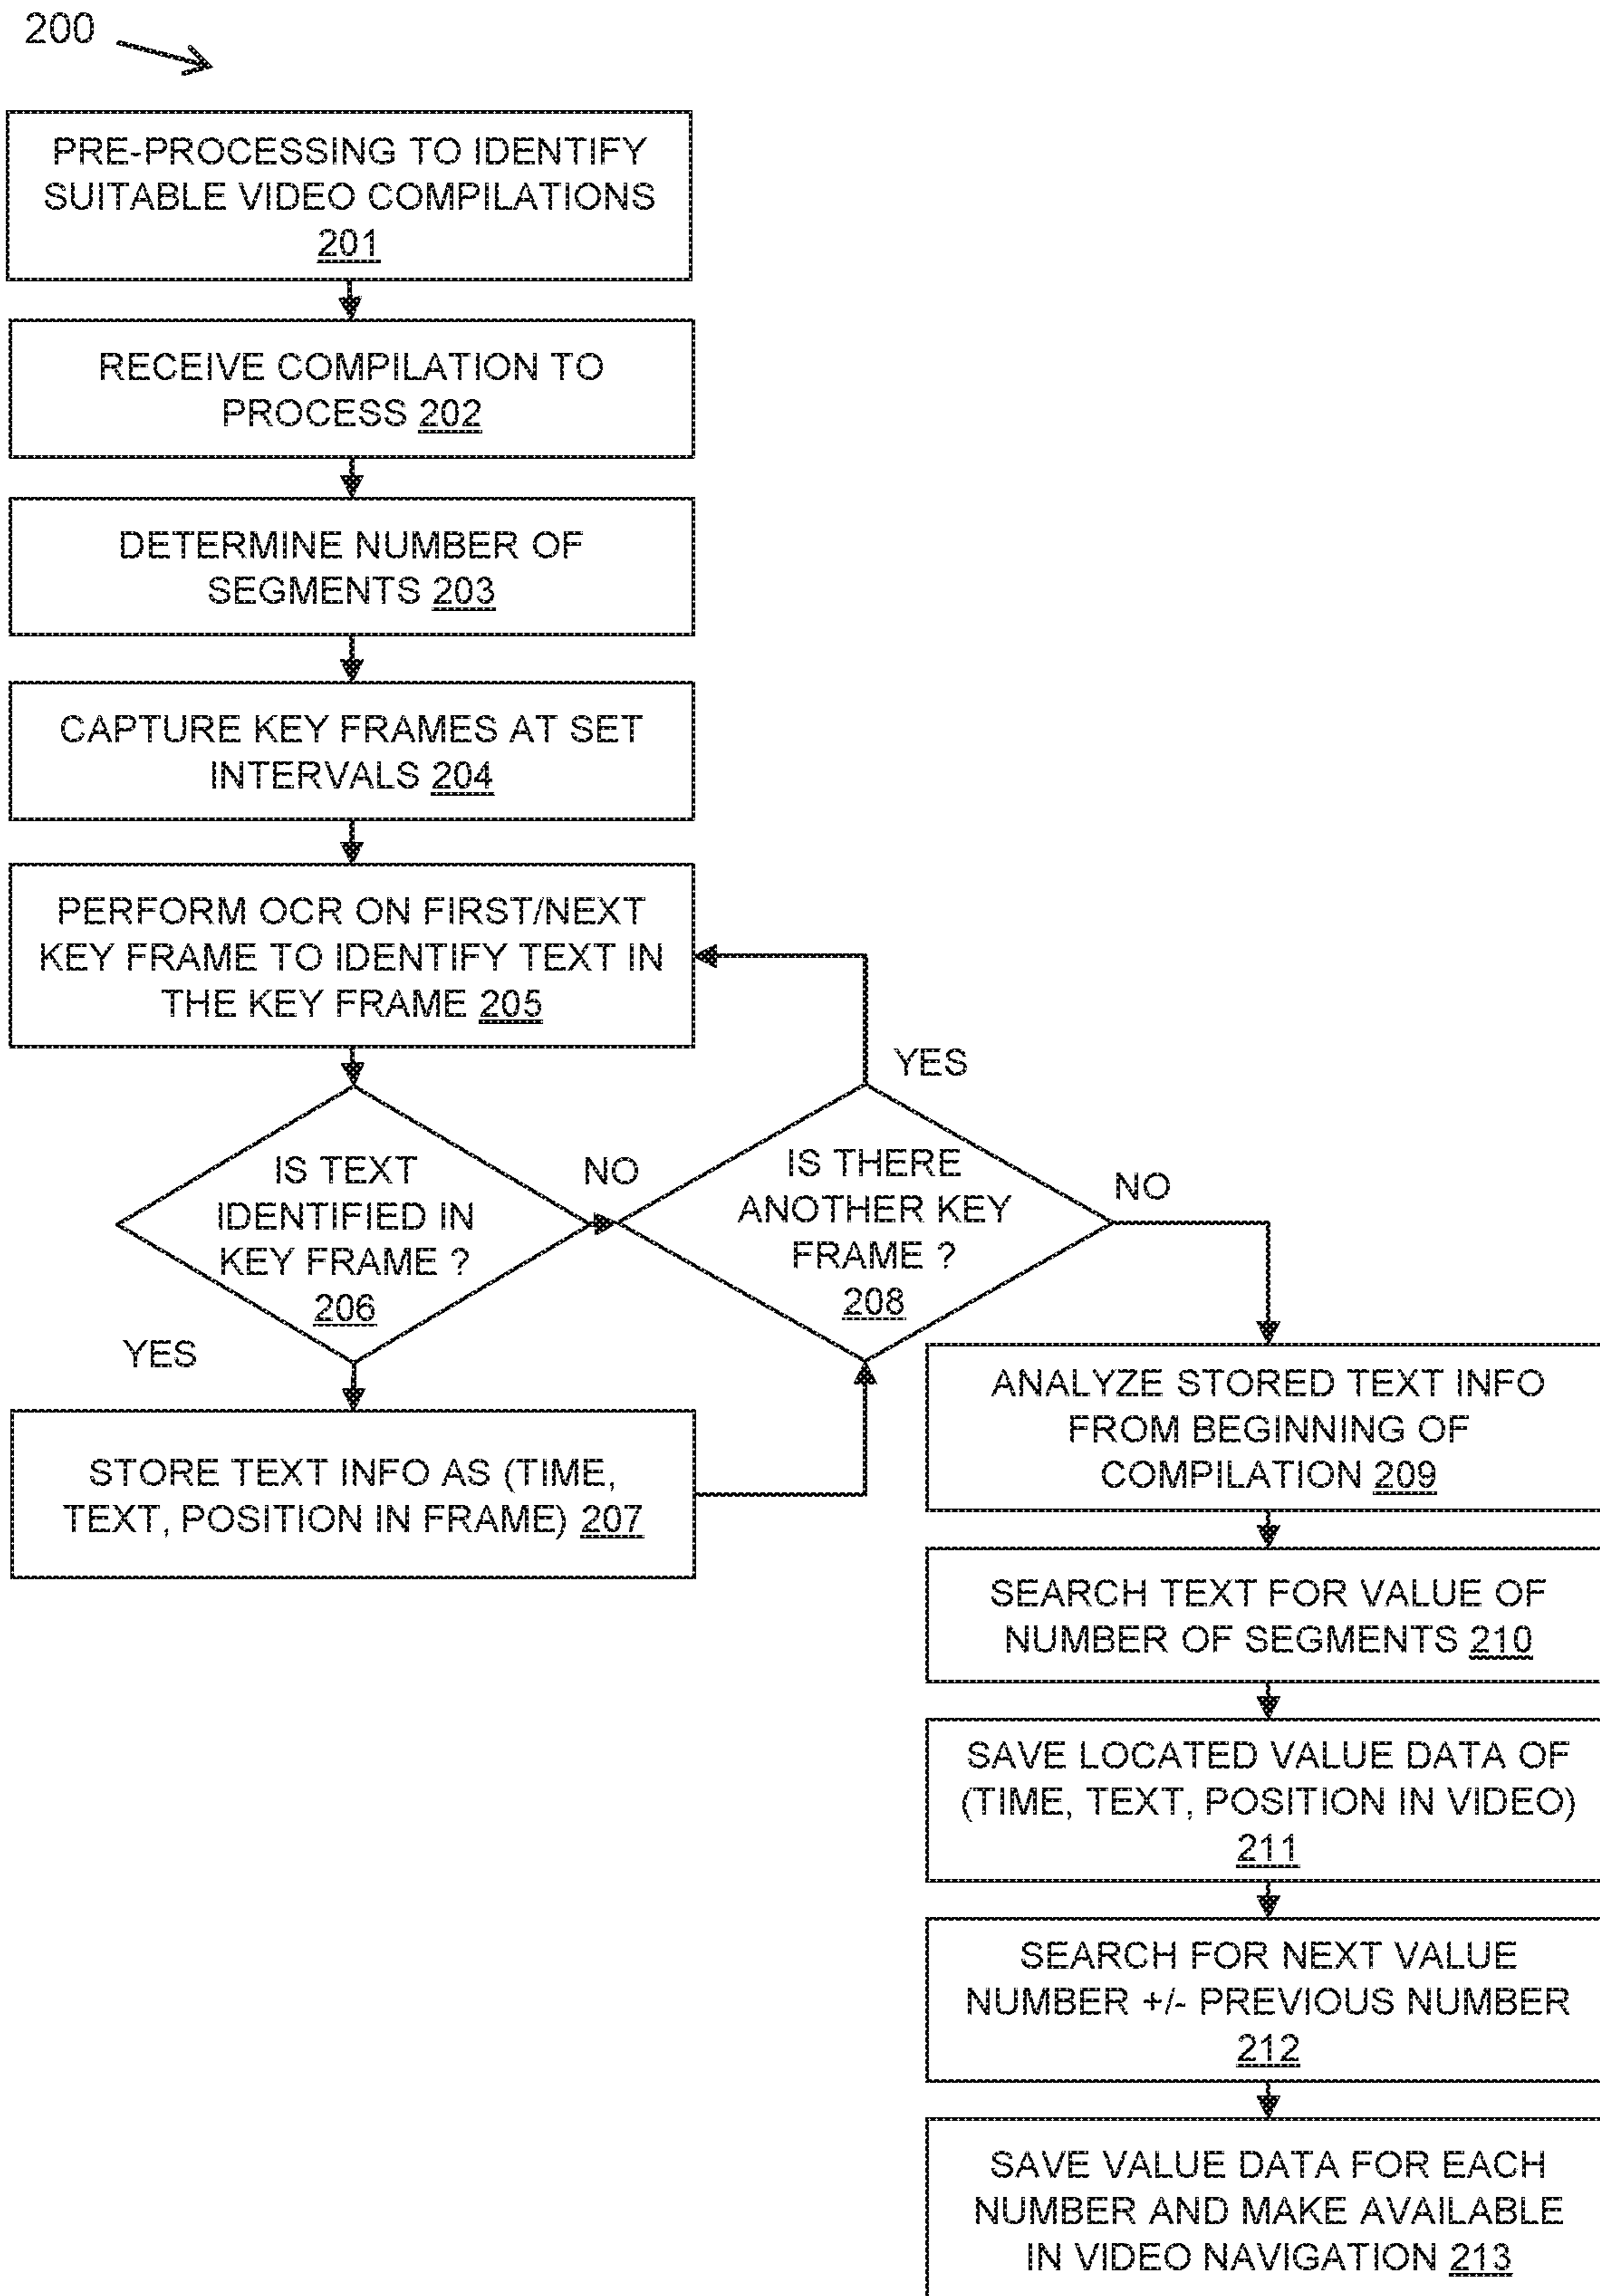 200
PRE-PROCESSING TO IDENTIFY
SUITABLE VIDEO COMPILATIONS
201
RECEIVE COMPILATION TO
PROCESS 202
DETERMINE NUMBER OF
SEGMENTS 203
CAPTURE KEY FRAMES AT SET
INTERVALS 204
PERFORM OCR ON FIRST/NEXT
KEY FRAME TO IDENTIFY TEXT IN
THE KEY FRAME 205
IS TEXT
IDENTIFIED IN
KEY FRAME ?
206
NO
YES
STORE TEXT INFO AS (TIME,
TEXT, POSITION IN FRAME) 207
YES
IS THERE
ANOTHER KEY
FRAME ?
208
NO
ANALYZE STORED TEXT INFO
FROM BEGINNING OF
COMPILATION 209
SEARCH TEXT FOR VALUE OF
NUMBER OF SEGMENTS 210
SAVE LOCATED VALUE DATA OF
(TIME, TEXT, POSITION IN VIDEO)
211
SEARCH FOR NEXT VALUE
NUMBER +/- PREVIOUS NUMBER
212
SAVE VALUE DATA FOR EACH
NUMBER AND MAKE AVAILABLE
IN VIDEO NAVIGATION 213